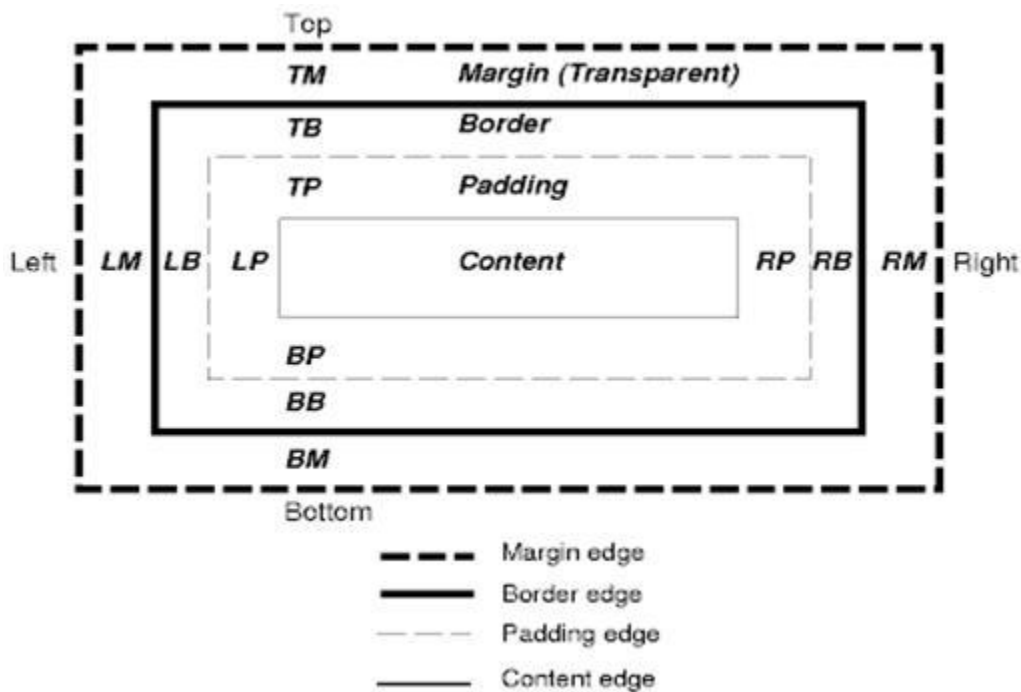 Top
TM Margin (Transparent)
TB Border
TP Padding
Left LM LB LP Content RP RB RM Right
BP
BB
BM
Bottom
Margin edge
Border edge
Padding edge
Content edge